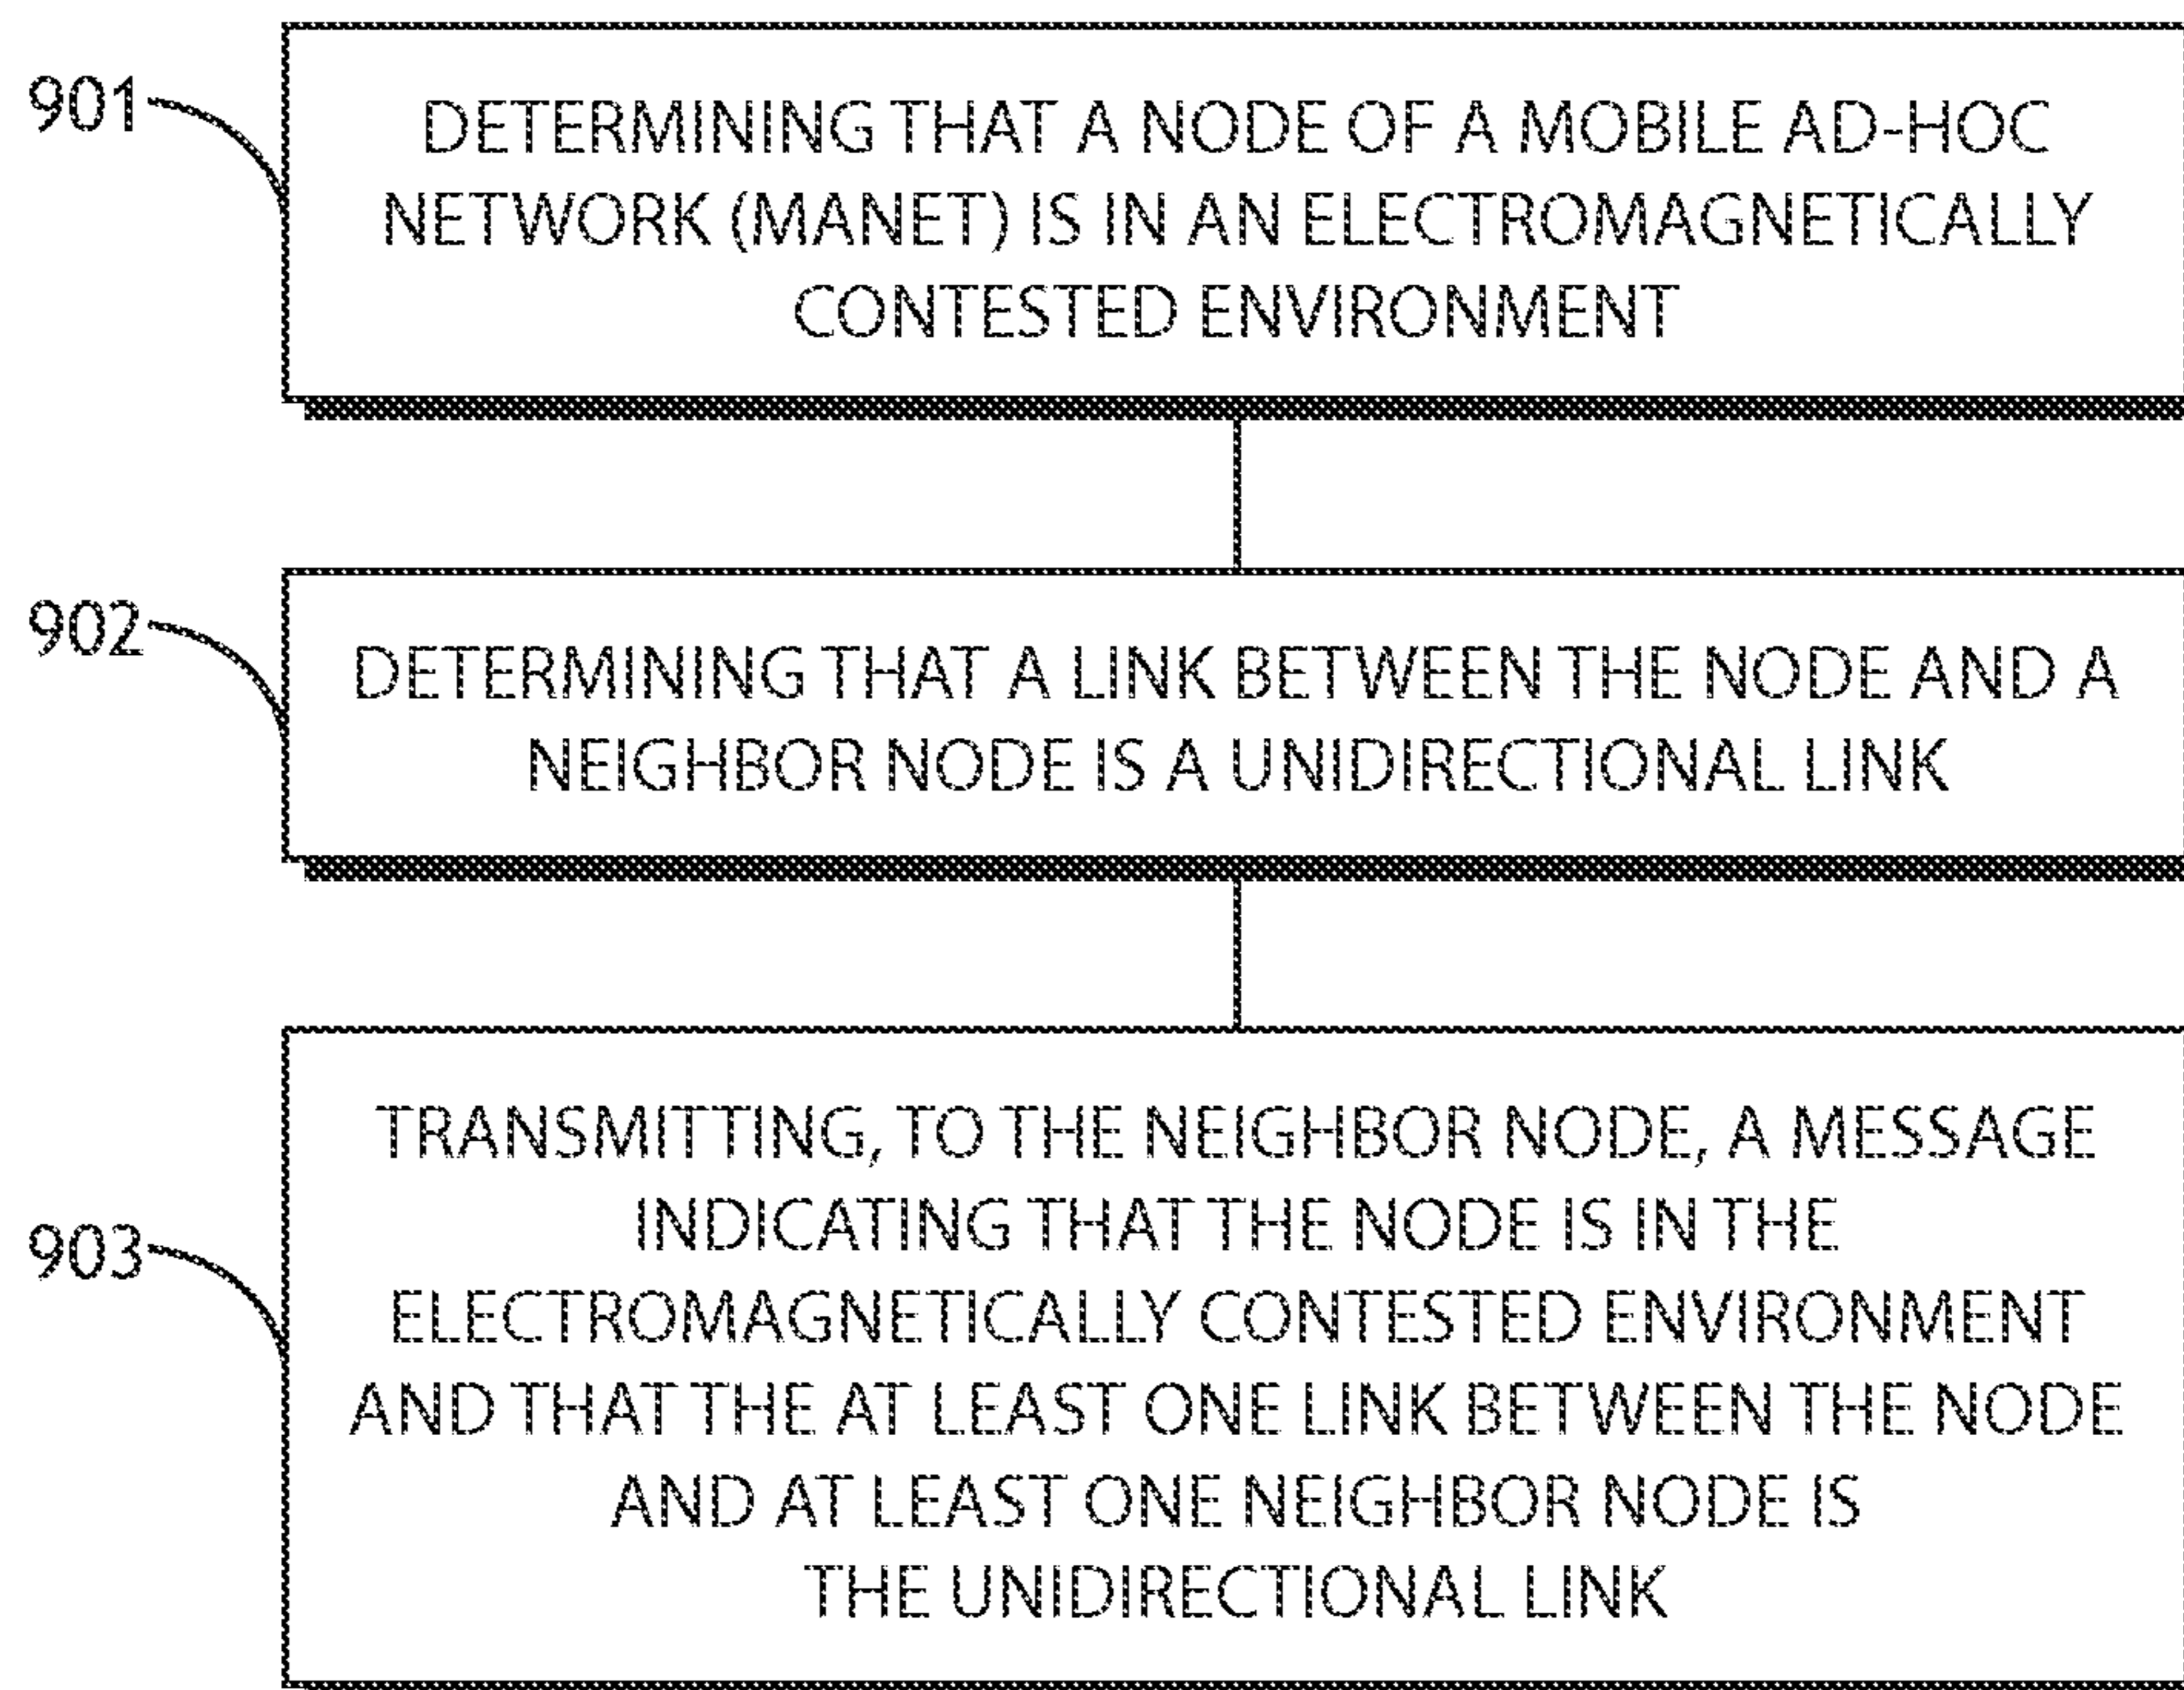 901
DETERMINING THAT A NODE OF A MOBILE AD-HOC
NETWORK (MANET) IS IN AN ELECTROMAGNETICALLY
CONTESTED ENVIRONMENT
902
DETERMINING THAT A LINK BETWEEN THE NODE AND A
NEIGHBOR NODE IS A UNIDIRECTIONAL LINK
903
TRANSMITTING, TO THE NEIGHBOR NODE, A MESSAGE
INDICATING THAT THE NODE IS IN THE
ELECTROMAGNETICALLY CONTESTED ENVIRONMENT
AND THAT THE AT LEAST ONE LINK BETWEEN THE NODE
AND AT LEAST ONE NEIGHBOR NODE IS
THE UNIDIRECTIONAL LINK